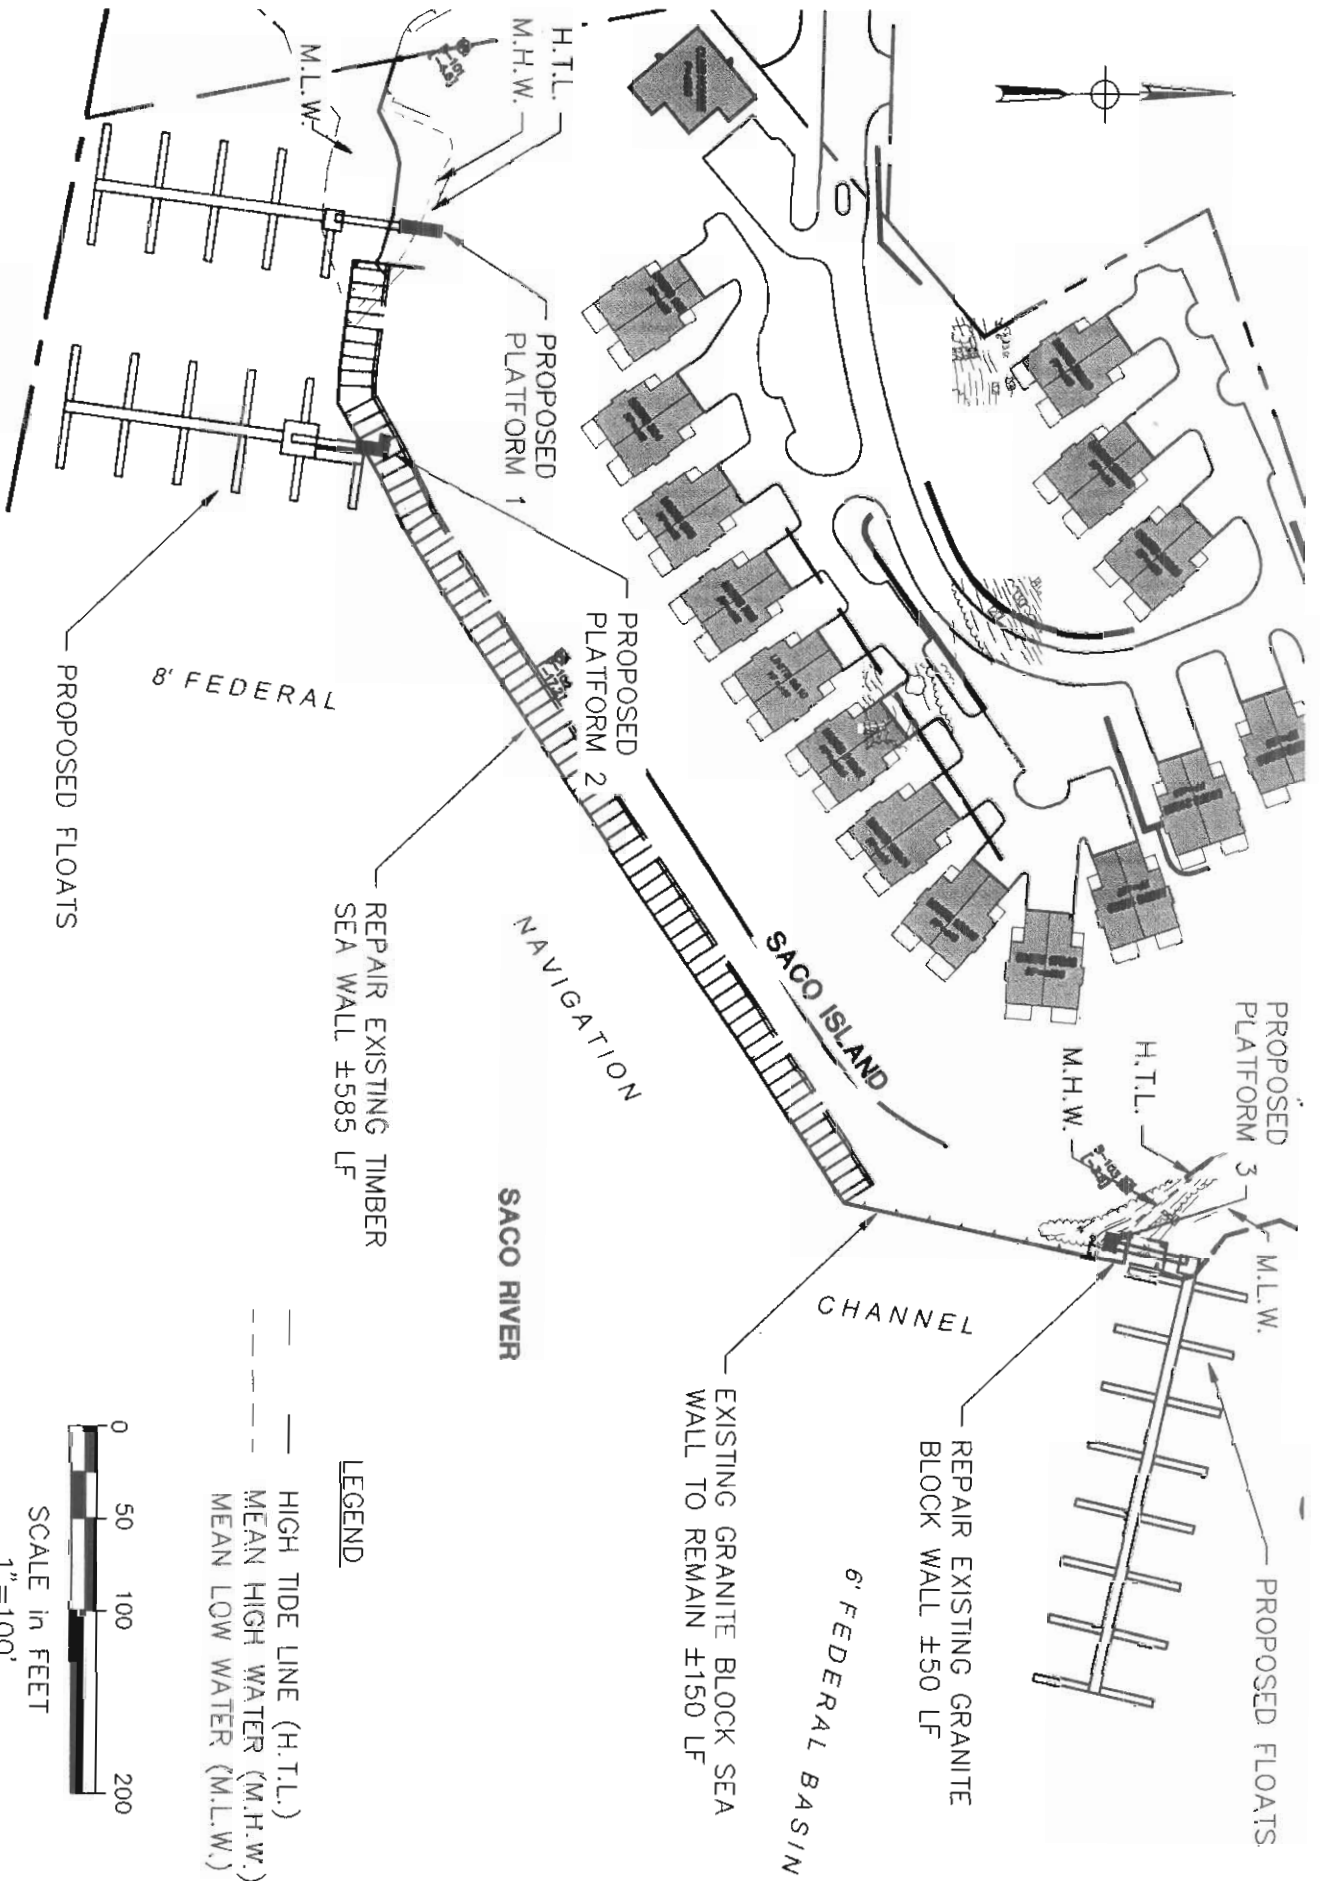 H.T.L.
M.H.W.
M.L.W.
PROPOSED
PLATFORM 1
PROPOSED
PLATFORM 2
PROPOSED FLOATS
8' FEDERAL
NAVIGATION
CHANNEL
REPAIR EXISTING TIMBER
SEA WALL ±585 LF
SACO ISLAND
SACO RIVER
PROPOSED
PLATFORM 3
H.T.L.
M.H.W.
M.L.W.
PROPOSED FLOATS
REPAIR EXISTING GRANITE
BLOCK WALL ±50 LF
EXISTING GRANITE BLOCK SEA
WALL TO REMAIN ±150 LF
6' FEDERAL BASIN
LEGEND
HIGH TIDE LINE (H.T.L.)
MEAN HIGH WATER (M.H.W.)
MEAN LOW WATER (M.L.W.)
0 50 100 200
SCALE in FEET
1"=100'